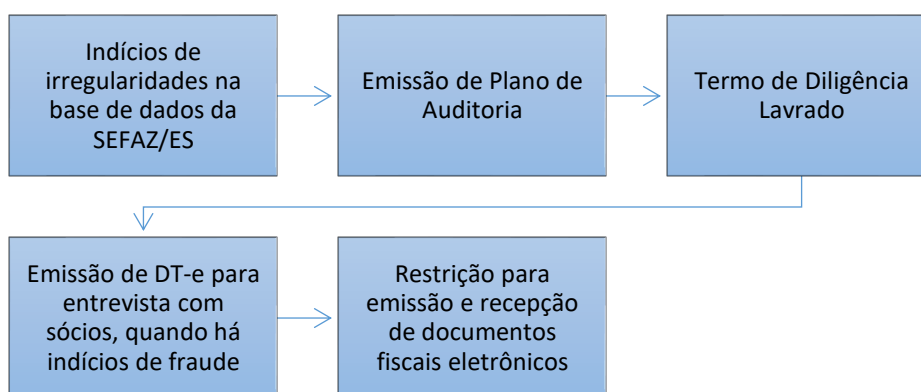 Indícios de
irregularidades na
base de dados da
SEFAZ/ES
Emissão de Plano de
Auditoria
Termo de Diligência
Lavrado
Emissão de DT-e para
entrevista com
sócios, quando há
indícios de fraude
Restrição para
emissão e recepção
de documentos
fiscais eletrônicos